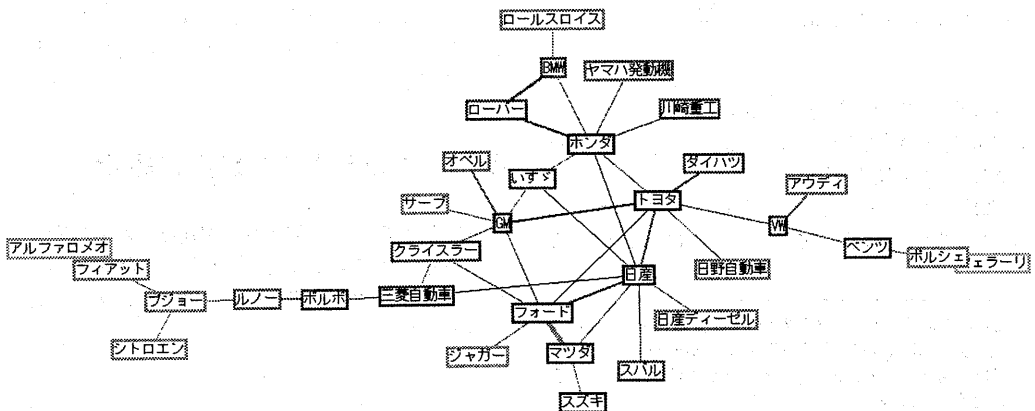 ロールスロイス
BMW
ヤマハ発動機
ローバー
川崎重工
ホンダ
オペル
いすゞ
ダイハツ
アウディ
サーブ
トヨタ
GM
VW
クライスラー
ベンツ
アルファロメオ
フィアット
日産
日野自動車
ポルシェ
ェラーリ
プジョー
ルノー
ボルボ
三菱自動車
フォード
日産ディーゼル
シトロエン
ジャガー
マツダ
スバル
スズキ